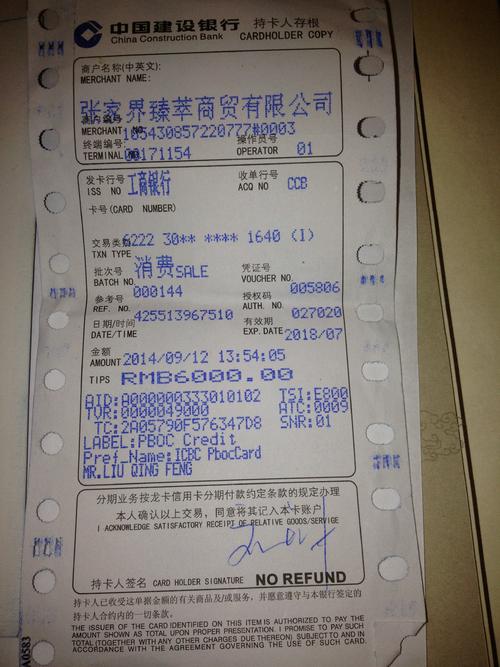 中国建设银行 持卡人存根
China Construction Bank CARDHOLDER COPY
商户名称(中英文):
MERCHANT NAME:
张家界臻萃商贸有限公司
商户编号:
MERCHANT NO. 105430857220777#0003
终端编号: 操作员号
TERMINAL NO. 00171154 OPERATOR 01
发卡行号 工商银行 收单行号
ISS NO ACQ NO CCB
卡号(CARD NUMBER)
6222 30** **** 1640 (I)
交易类型
TXN TYPE
消费SALE
批次号 凭证号
BATCH NO. 000144 VOUCHER NO. 005806
参考号 授权码
REF. NO. 425513967510 AUTH. NO. 027020
日期/时间 有效期
DATE/TIME EXP.DATE 2018/07
金额
AMOUNT 2014/09/12 13:54:05
TIPS RMB6000.00
AID:A0000000333010102 TSI:E800
TVR:0000049000 ATC:0009
TC:2A05790F576347D8 SNR:01
LABEL:PBOC Credit
Pref_Name:ICBC PbocCard
MR.LIU QING FENG
分期业务按龙卡信用卡分期付款约定条款的规定办理
本人确认以上交易，同意将其记入本卡账户
I ACKNOWLEDGE SATISFACTORY RECEIPT OF RELATIVE GOODS/SERVIGE
持卡人签名 CARD HOLDER SIGNATURE NO REFUND
持卡人已收受这单据金额的有关商品及/或服务，并愿意遵守与本银行签定的
持卡人合约内的一切条款。
THE ISSUER OF THE CARD IDENTIFIED ON THIS ITEM IS AUTHORIZED TO PAY THE
AMOUNT SHOWN AS TOTAL UPON PROPER PRESENTATION. I PROMISE TO PAY SUCH
TOTAL (TOGETHER WITH ANY OTHER CHARGES DUE THEREON) SUBJECT TO AND IN
ACCORDANCE WITH THE AGREEMENT GOVERNING THE USE OF SUCH CARD.